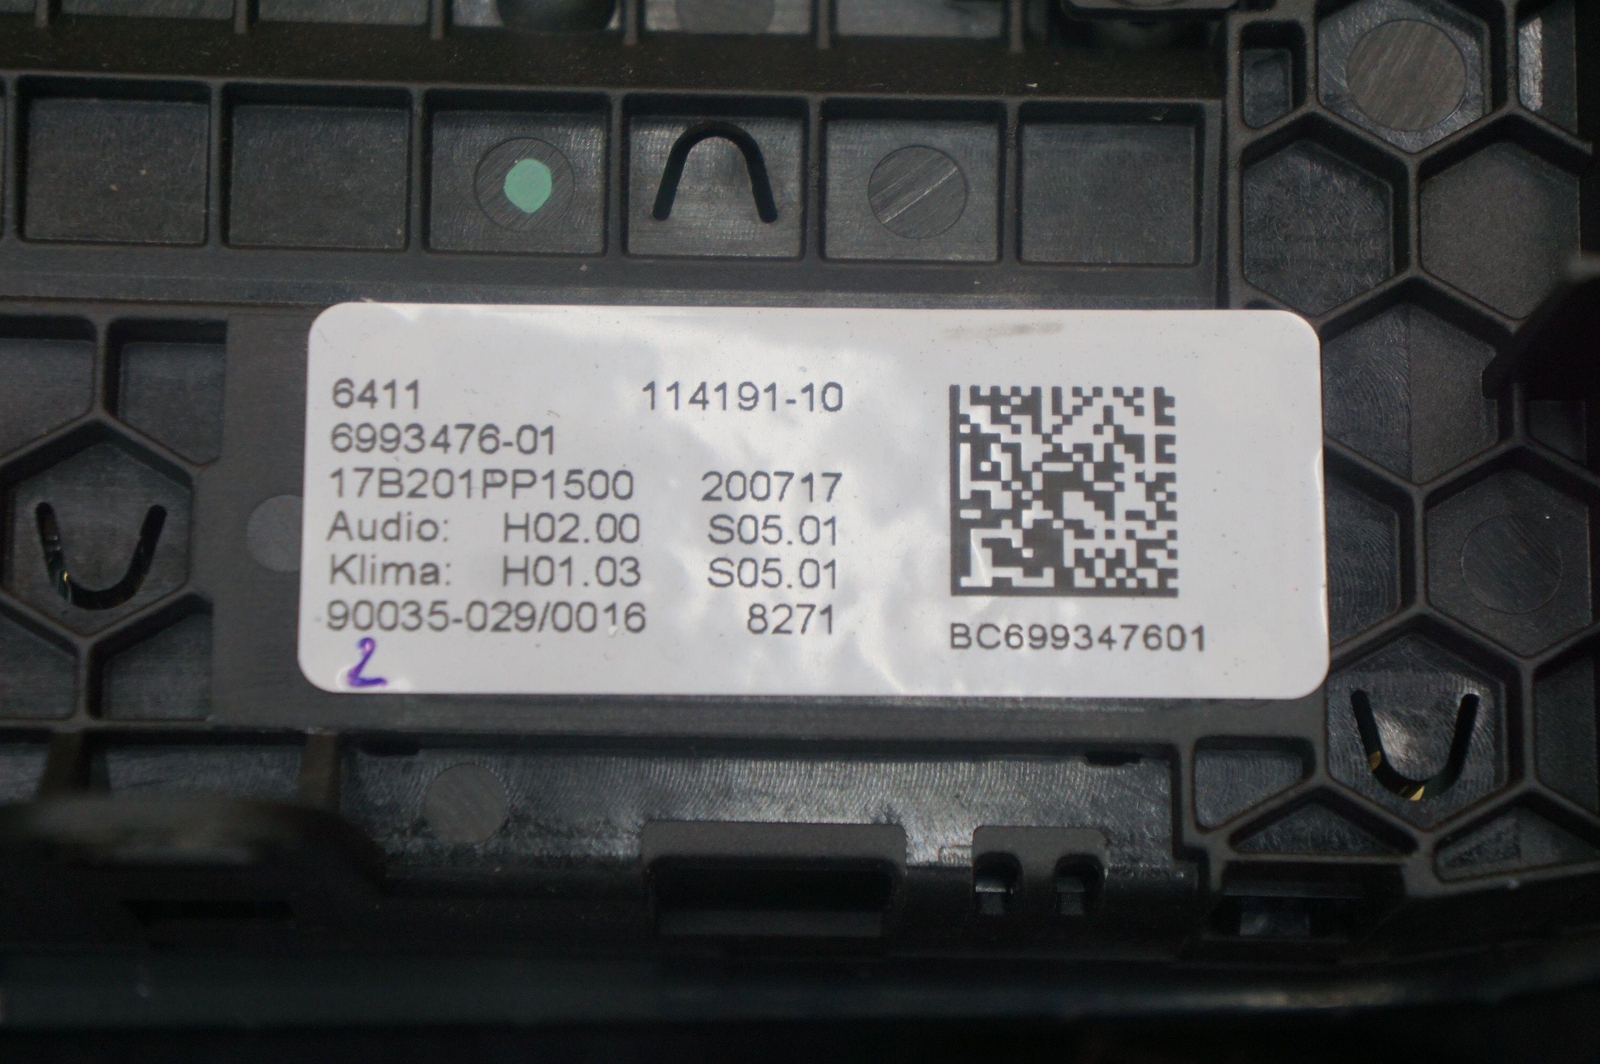 6411 114191-10
6993476-01
17B201PP1500 200717
Audio: H02.00 S05.01
Klima: H01.03 S05.01
90035-029/0016 8271
BC699347601
2